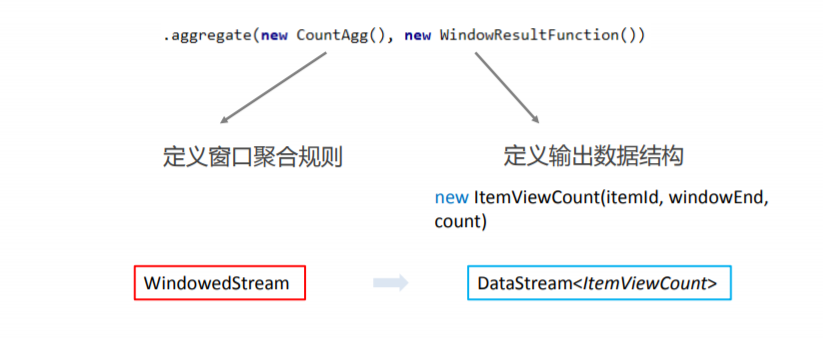 .aggregate(new CountAgg(), new WindowResultFunction())
定义窗口聚合规则
定义输出数据结构
new ItemViewCount(itemId, windowEnd,
count)
WindowedStream
DataStream<ItemViewCount>